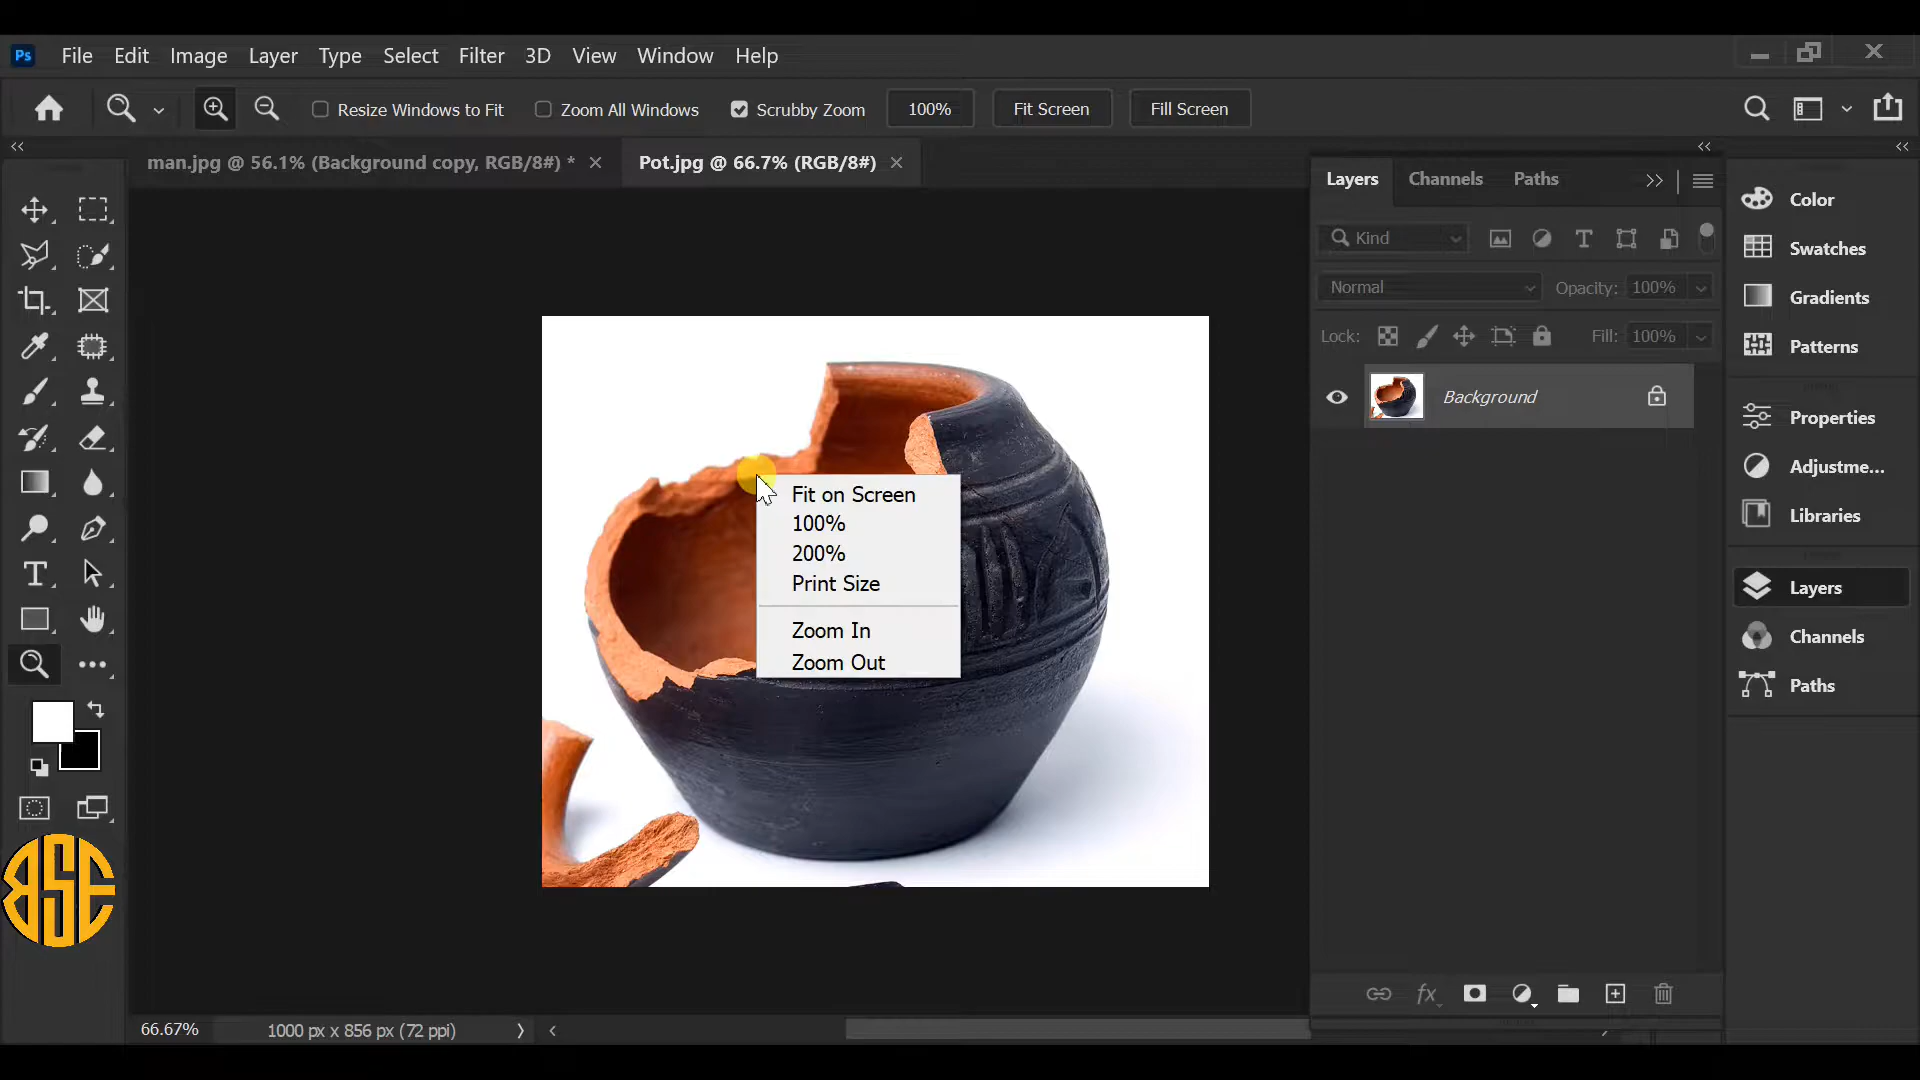 Ps File Edit Image Layer Type Select Filter 3D View Window Help
Resize Windows to Fit Zoom All Windows Scrubby Zoom 100% Fit Screen Fill Screen
man.jpg @ 56.1% (Background copy, RGB/8#) * Pot.jpg @ 66.7% (RGB/8#)
Layers Channels Paths
Kind
Normal Opacity: 100%
Lock: Fill: 100%
Background
Color
Swatches
Gradients
Patterns
Properties
Adjustme...
Libraries
Layers
Channels
Paths
Fit on Screen
100%
200%
Print Size
Zoom In
Zoom Out
BSE
fx
66.67% 1000 px x 856 px (72 ppi)